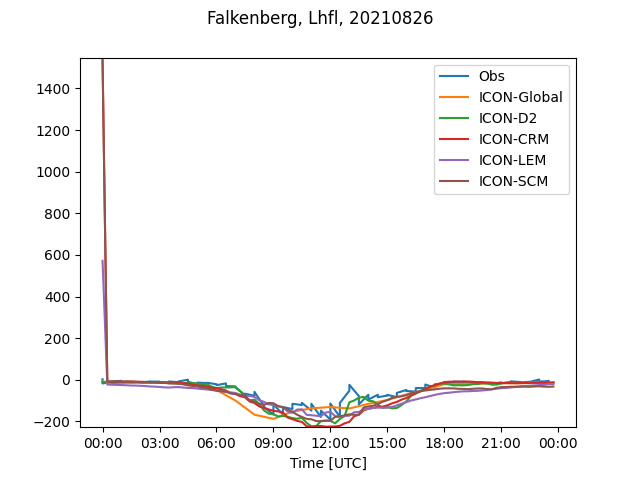 Falkenberg, Lhfl, 20210826
1400
1200
1000
800
600
400
200
0
−200
Obs
ICON-Global
ICON-D2
ICON-CRM
ICON-LEM
ICON-SCM
00:00 03:00 06:00 09:00 12:00 15:00 18:00 21:00 00:00
Time [UTC]